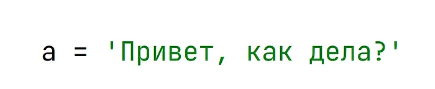 a = 'Привет, как дела?'